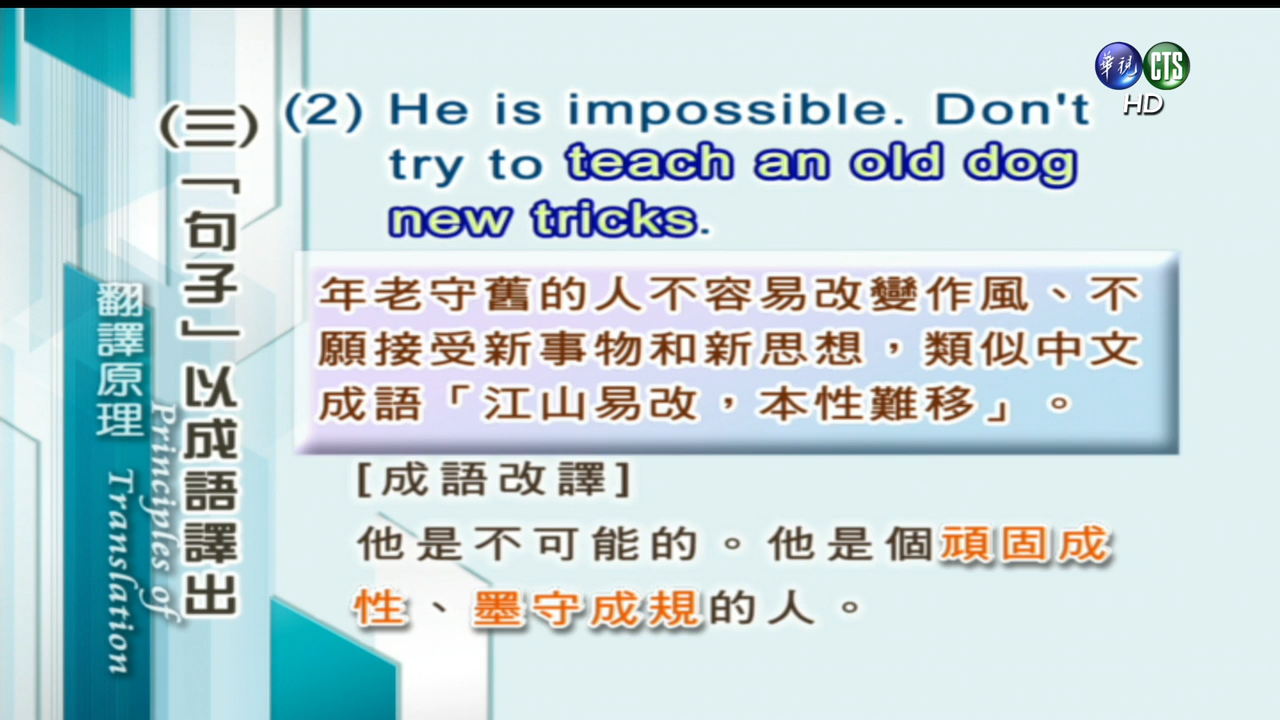 華視 CTS
HD
(三)「句子」以成語譯出
翻譯原理 Principles of
Translation
(2) He is impossible. Don't
try to teach an old dog
new tricks.
年老守舊的人不容易改變作風、不
願接受新事物和新思想，類似中文
成語「江山易改，本性難移」。
[成語改譯]
他是不可能的。他是個頑固成
性、墨守成規的人。